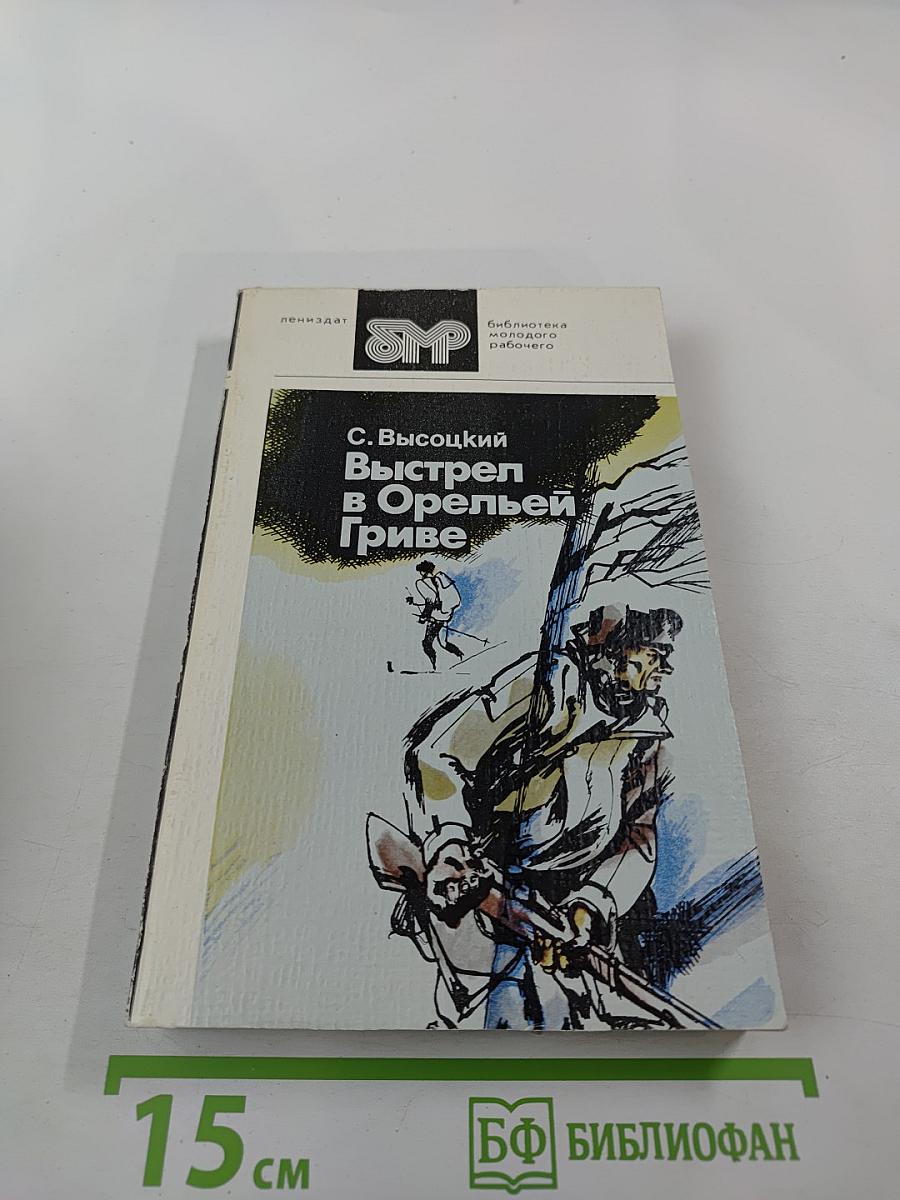 лениздат
бмр
библиотека
молодого
рабочего
С. Высоцкий
Выстрел
в Орельей
Гриве
15 см
БФ БИБЛИОФАН